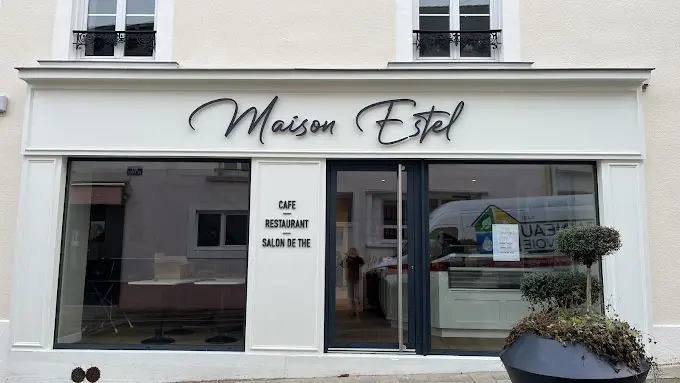 Maison Estel
CAFE
RESTAURANT
SALON DE THE